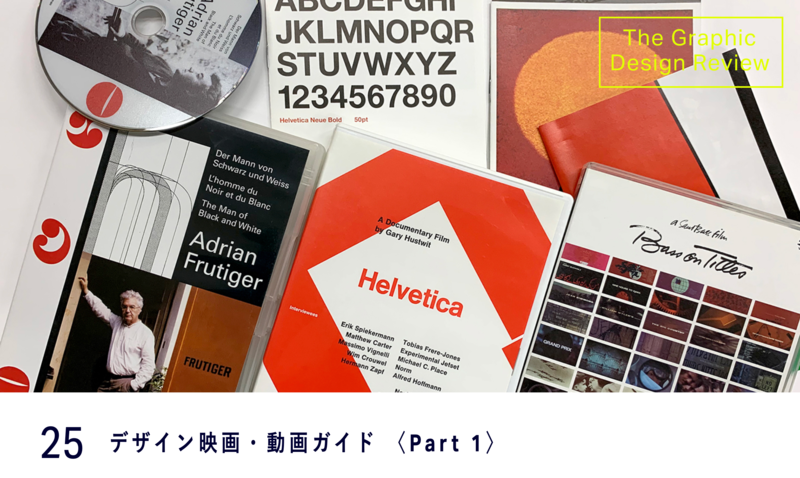 Adrian
Frutiger
ABCDEFGHI
JKLMNOPQR
STUVWXYZ
1234567890
Helvetica Neue Bold 50pt
The Graphic
Design Review
Der Mann von
Schwarz und Weiss
L'homme du
Noir et du Blanc
The Man of
Black and White
Adrian
Frutiger
FRUTIGER
A Documentary Film
by Gary Hustwit
Helvetica
Interviewees
Erik Spiekermann
Matthew Carter
Massimo Vignelli
Wim Crouwel
Hermann Zapf
Tobias Frere-Jones
Experimental Jetset
Michael C. Place
Norm
Alfred Hoffmann
a Saul Bass Film
Bass on Titles
GRAND PRIX
25 デザイン映画・動画ガイド 〈Part 1〉